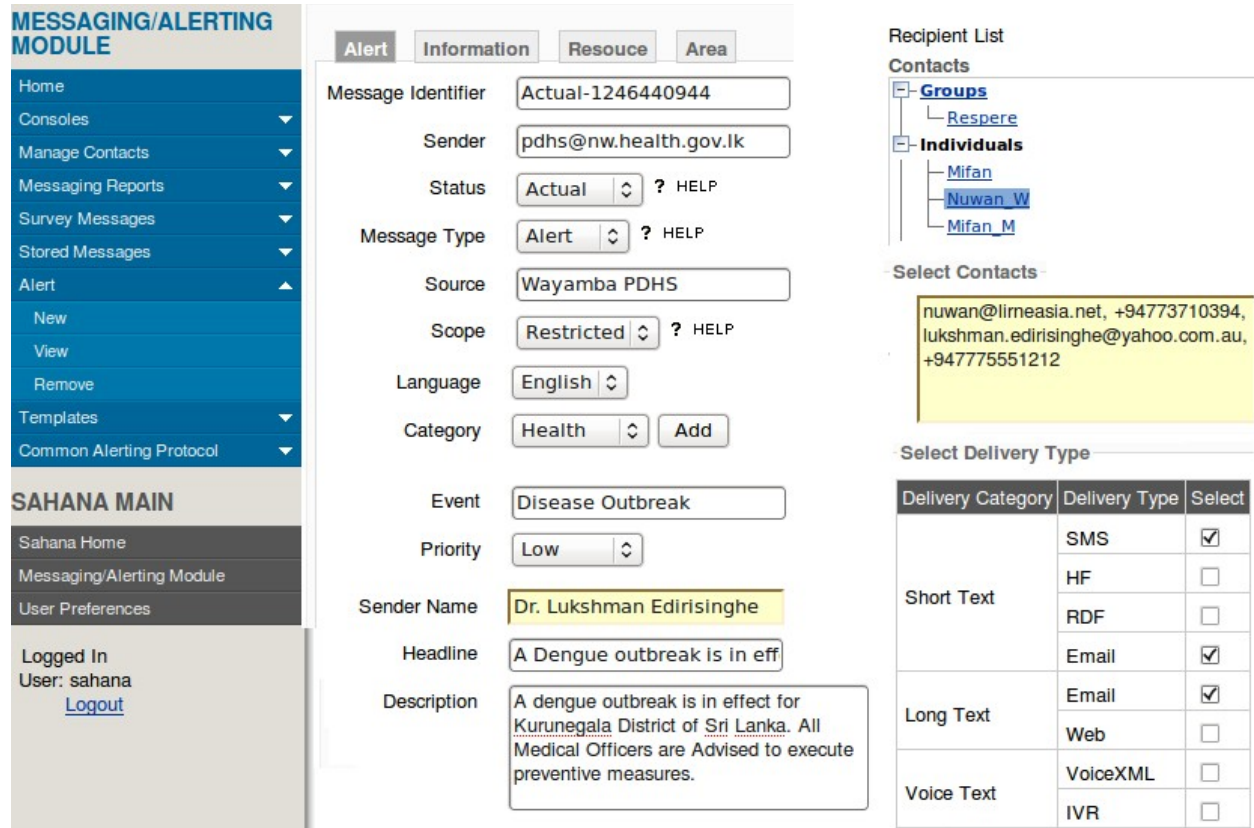 MESSAGING/ALERTING
MODULE
Home
Consoles
Manage Contacts
Messaging Reports
Survey Messages
Stored Messages
Alert
New
View
Remove
Templates
Common Alerting Protocol
SAHANA MAIN
Sahana Home
Messaging/Alerting Module
User Preferences
Logged In
User: sahana
Logout
Alert Information Resouce Area
Message Identifier Actual-1246440944
Sender pdhs@nw.health.gov.lk
Status Actual ? HELP
Message Type Alert ? HELP
Source Wayamba PDHS
Scope Restricted ? HELP
Language English
Category Health Add
Event Disease Outbreak
Priority Low
Sender Name Dr. Lukshman Edirisinghe
Headline A Dengue outbreak is in eff
Description A dengue outbreak is in effect for
Kurunegala District of Sri Lanka. All
Medical Officers are Advised to execute
preventive measures.
Recipient List
Contacts
Groups
Respere
Individuals
Mifan
Nuwan_W
Mifan_M
Select Contacts
nuwan@lirneasia.net, +94773710394,
lukshman.edirisinghe@yahoo.com.au,
+947775551212
Select Delivery Type
Delivery Category Delivery Type Select
Short Text
SMS
HF
RDF
Email
Long Text
Email
Web
Voice Text
VoiceXML
IVR